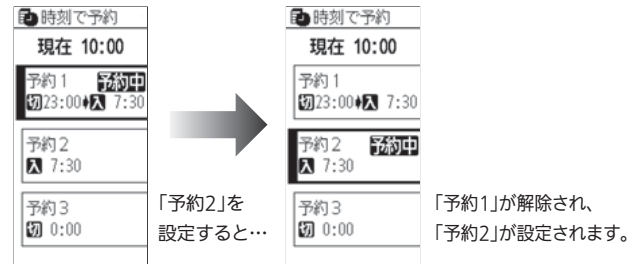 時刻で予約
現在 10:00
予約1 予約中
切23:00➧入 7:30
予約2
入 7:30
予約3
切 0:00
「予約2」を
設定すると…
時刻で予約
現在 10:00
予約1
切23:00➧入 7:30
予約2 予約中
入 7:30
予約3
切 0:00
「予約1」が解除され、
「予約2」が設定されます。